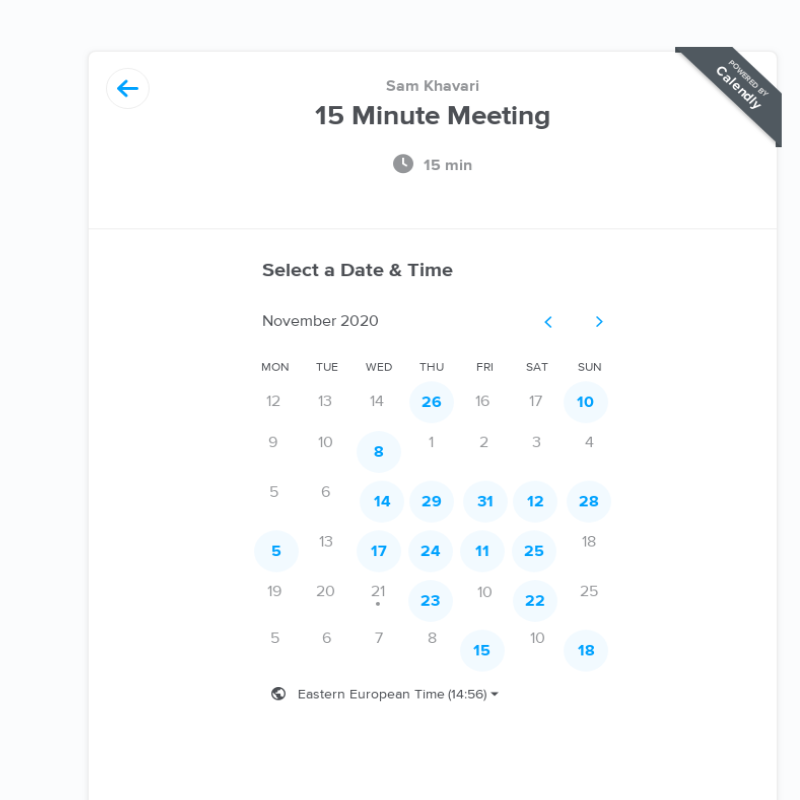 POWERED BY
Calendly
Sam Khavari
15 Minute Meeting
15 min
Select a Date & Time
November 2020
MON TUE WED THU FRI SAT SUN
12 13 14 26 16 17 10
9 10 8 1 2 3 4
5 6 14 29 31 12 28
5 13 17 24 11 25 18
19 20 21 23 10 22 25
5 6 7 8 15 10 18
Eastern European Time (14:56)